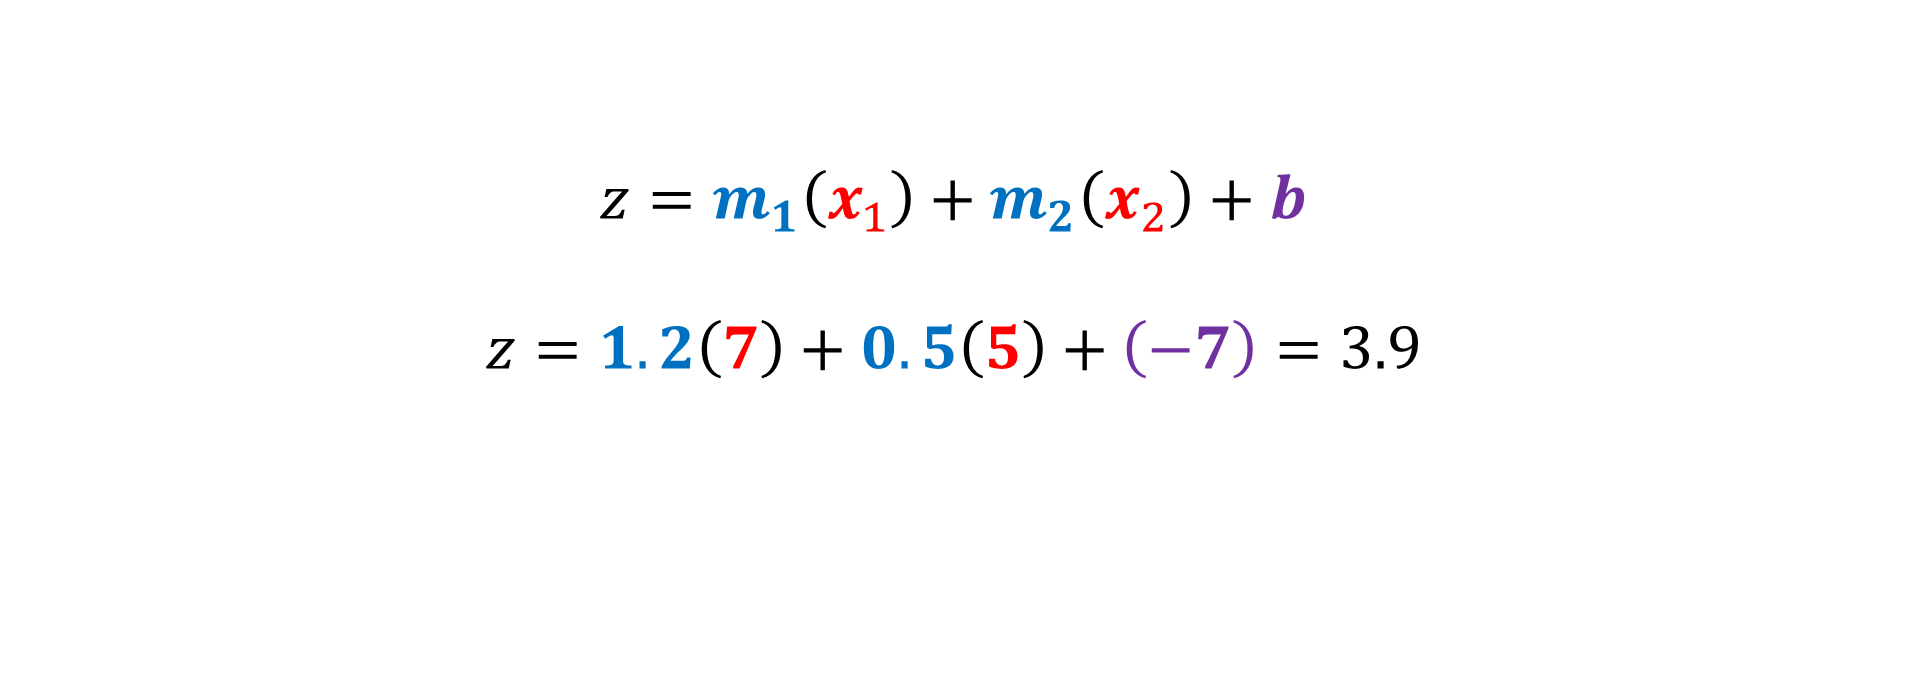 z = m₁(x₁) + m₂(x₂) + b
z = 1.2(7) + 0.5(5) + (−7) = 3.9